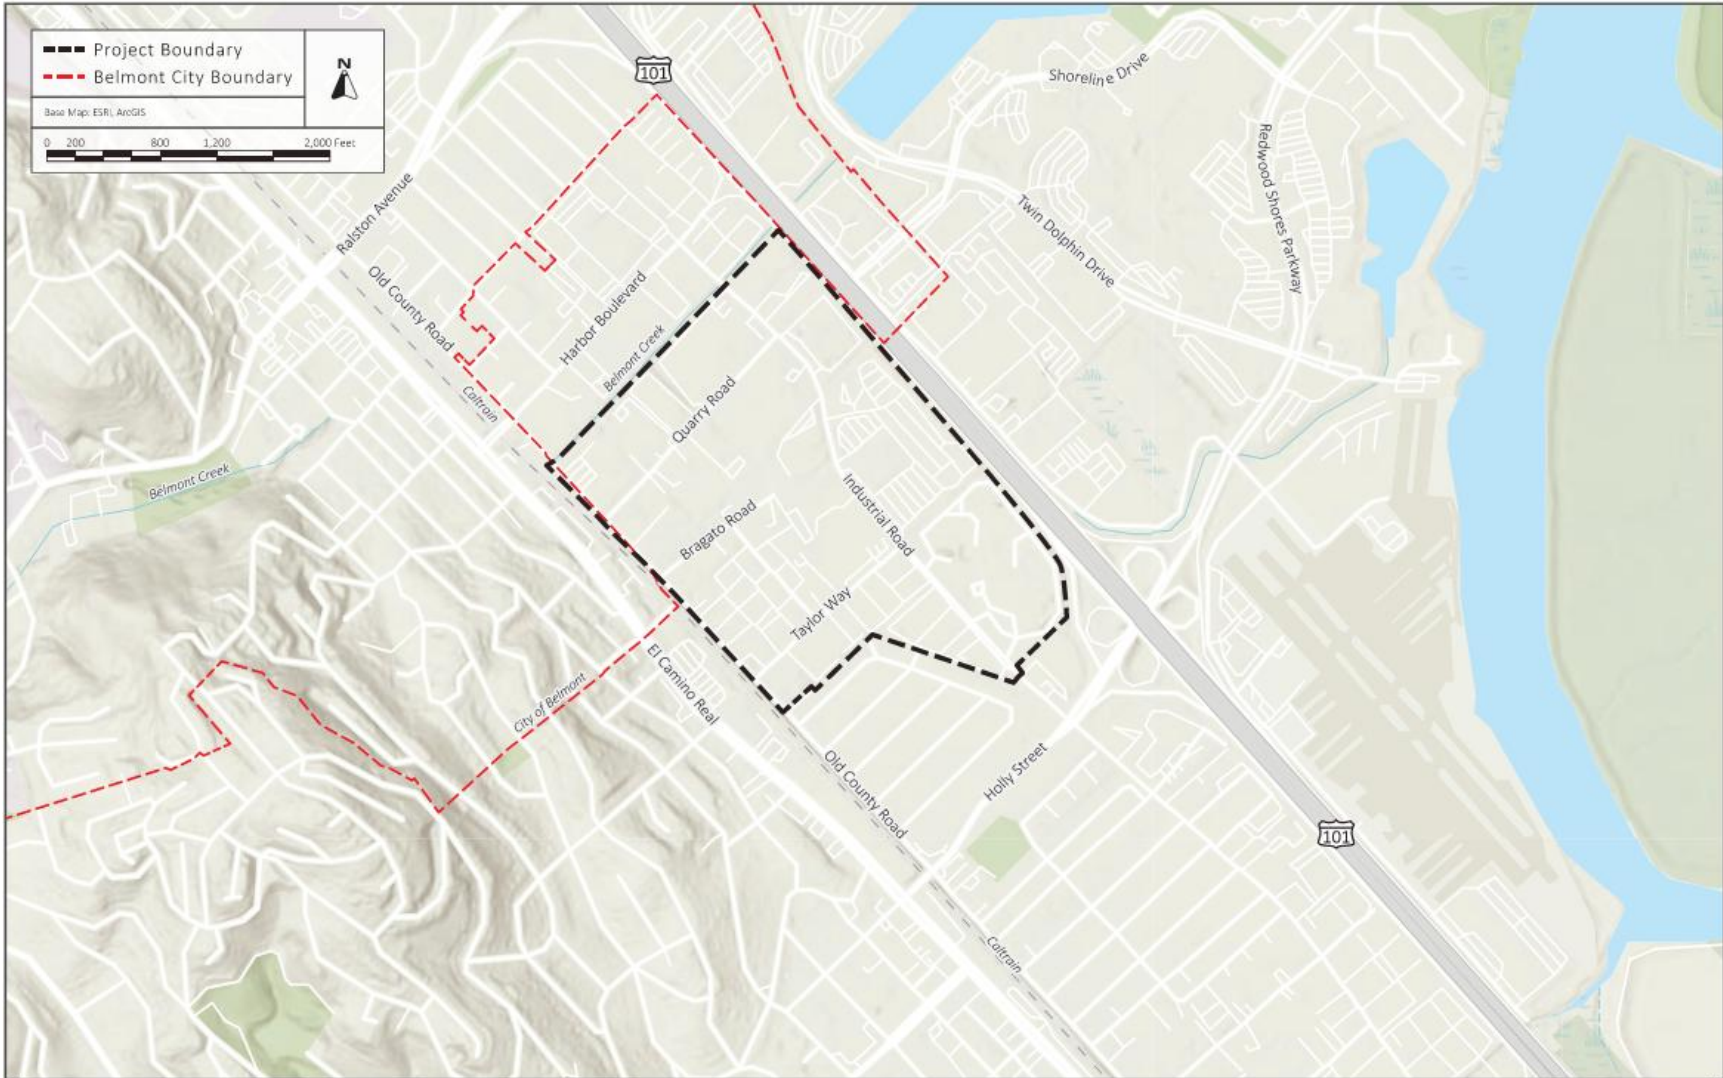 Project Boundary
Belmont City Boundary
N
Base Map: ESRI, ArcGIS
0 200 800 1,200 2,000 Feet
101
Shoreline Drive
Redwood Shores Parkway
Ralston Avenue
Twin Dolphin Drive
Old County Road
Harbor Boulevard
Belmont Creek
Caltrain
Quarry Road
Belmont Creek
Industrial Road
Bragato Road
Taylor Way
El Camino Real
City of Belmont
Old County Road
Holly Street
101
Caltrain